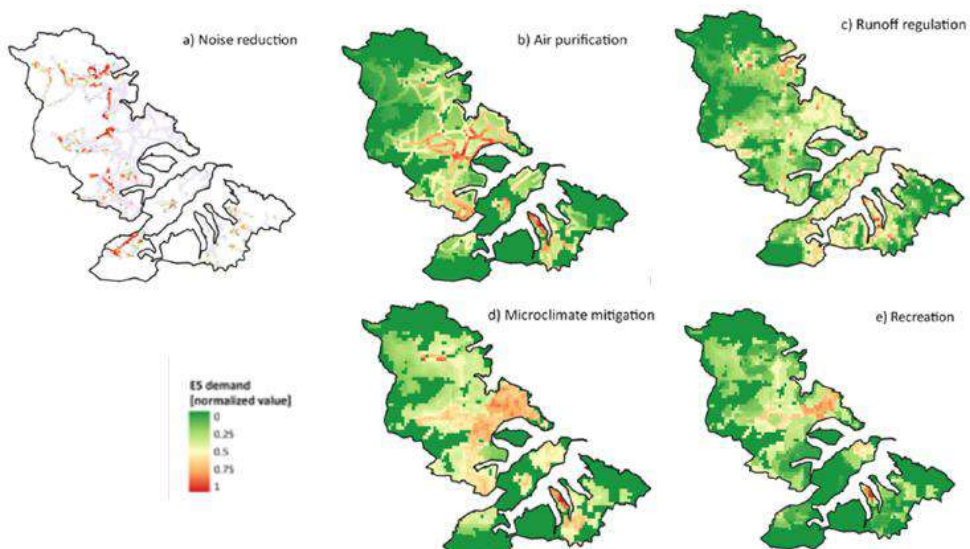 a) Noise reduction
b) Air purification
c) Runoff regulation
d) Microclimate mitigation
e) Recreation
ES demand
[normalized value]
0
0.25
0.5
0.75
1